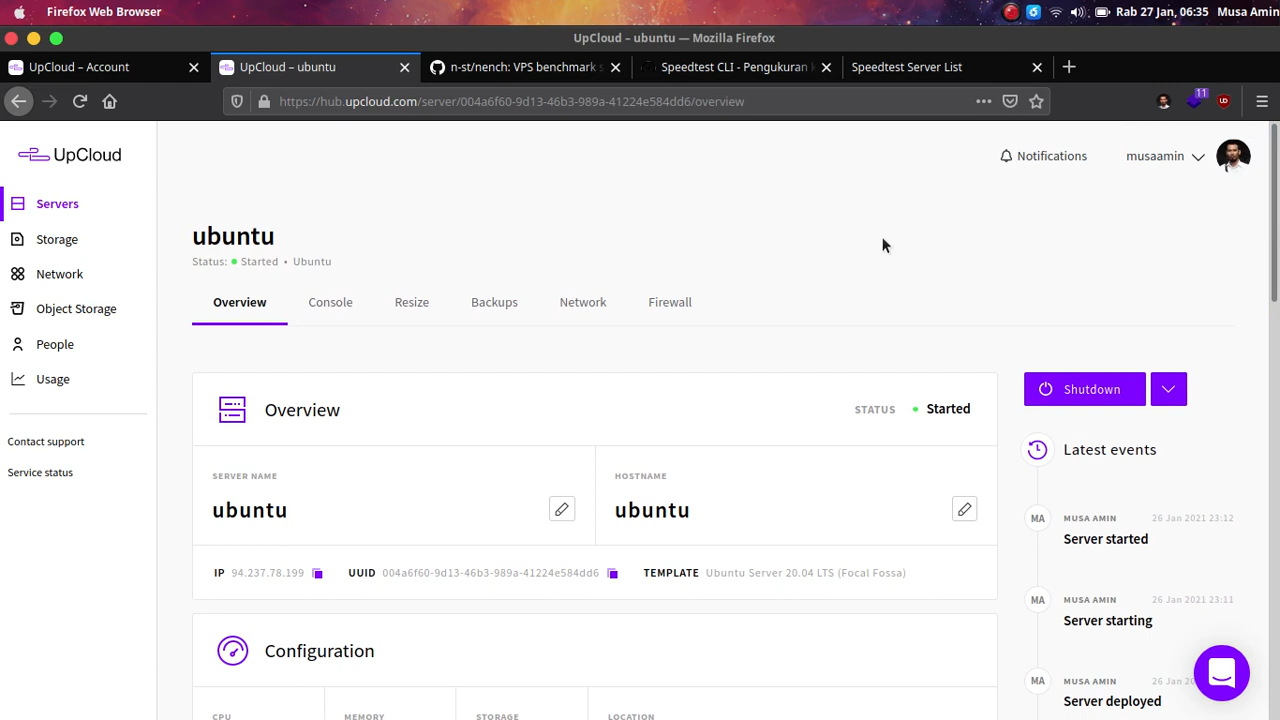 Firefox Web Browser
Rab 27 Jan, 06:35 Musa Amin
UpCloud – ubuntu — Mozilla Firefox
UpCloud – Account
UpCloud – ubuntu
n-st/nench: VPS benchmark s
Speedtest CLI - Pengukuran
Speedtest Server List
https://hub.upcloud.com/server/004a6f60-9d13-46b3-989a-41224e584dd6/overview
11
UpCloud
Notifications
musaamin
Servers
Storage
Network
Object Storage
People
Usage
Contact support
Service status
ubuntu
Status: Started • Ubuntu
Overview
Console
Resize
Backups
Network
Firewall
Overview
STATUS Started
SERVER NAME
ubuntu
HOSTNAME
ubuntu
IP 94.237.78.199
UUID 004a6f60-9d13-46b3-989a-41224e584dd6
TEMPLATE Ubuntu Server 20.04 LTS (Focal Fossa)
Configuration
CPU
MEMORY
STORAGE
LOCATION
Shutdown
Latest events
MA
MUSA AMIN 26 Jan 2021 23:12
Server started
MA
MUSA AMIN 26 Jan 2021 23:11
Server starting
MA
MUSA AMIN 26 Jan
Server deployed